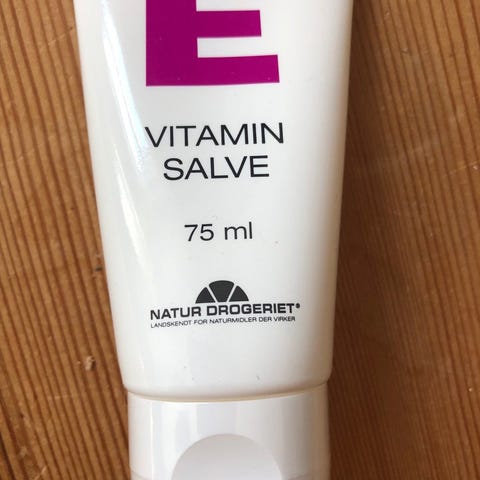 E
VITAMIN
SALVE
75 ml
NATUR DROGERIET®
LANDSKENDT FOR NATURMIDLER DER VIRKER